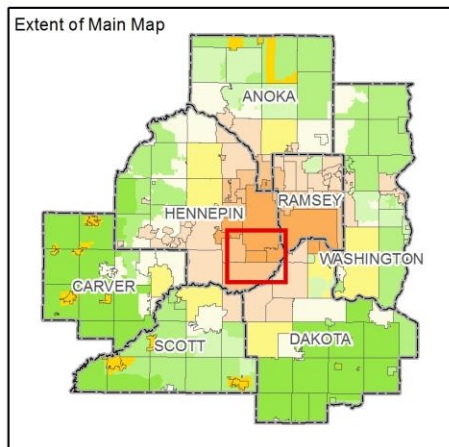 Extent of Main Map
ANOKA
RAMSEY
HENNEPIN
WASHINGTON
CARVER
SCOTT
DAKOTA